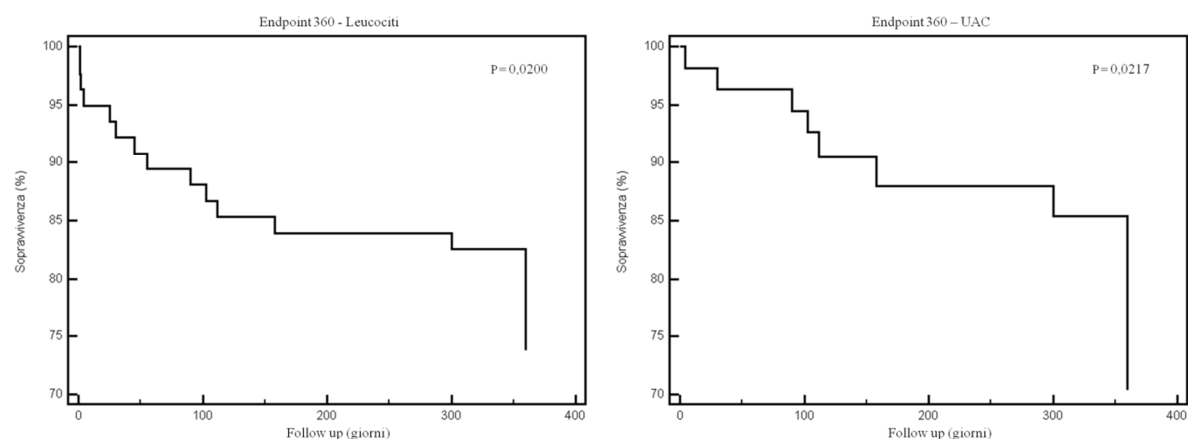 Endpoint 360 - Leucociti
P= 0,0200
Sopravvivenza (%)
100
95
90
85
80
75
70
0 100 200 300 400
Follow up (giorni)
Endpoint 360 – UAC
P=0,0217
Sopravvivenza (%)
100
95
90
85
80
75
70
0 100 200 300 400
Follow up (giorni)